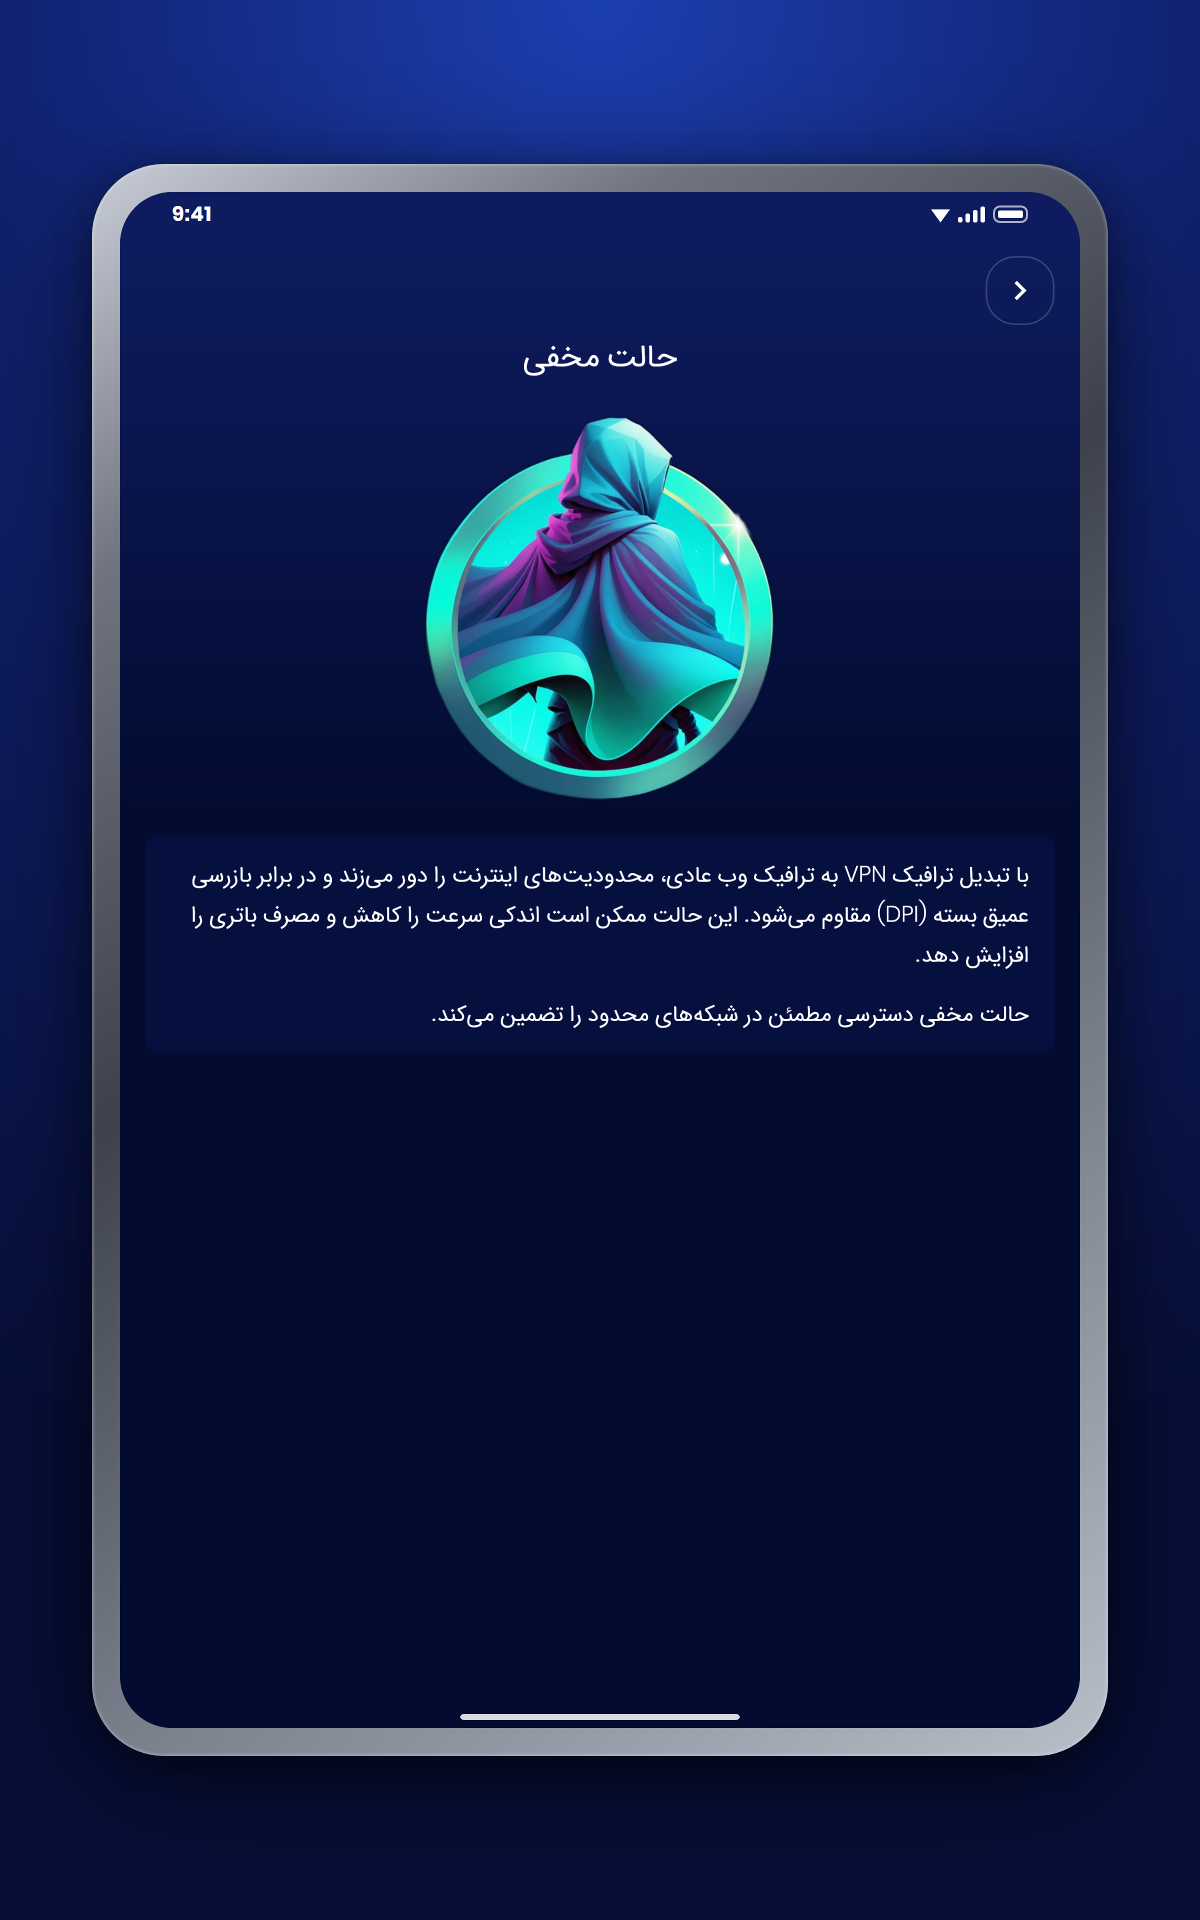 9:41
حالت مخفی
با تبدیل ترافیک VPN به ترافیک وب عادی، محدودیت‌های اینترنت را دور می‌زند و در برابر بازرسی
عمیق بسته (DPI) مقاوم می‌شود. این حالت ممکن است اندکی سرعت را کاهش و مصرف باتری را
افزایش دهد.
حالت مخفی دسترسی مطمئن در شبکه‌های محدود را تضمین می‌کند.